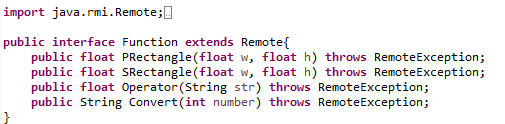 import java.rmi.Remote;
public interface Function extends Remote{
public float PRectangle(float w, float h) throws RemoteException;
public float SRectangle(float w, float h) throws RemoteException;
public float Operator(String str) throws RemoteException;
public String Convert(int number) throws RemoteException;
}